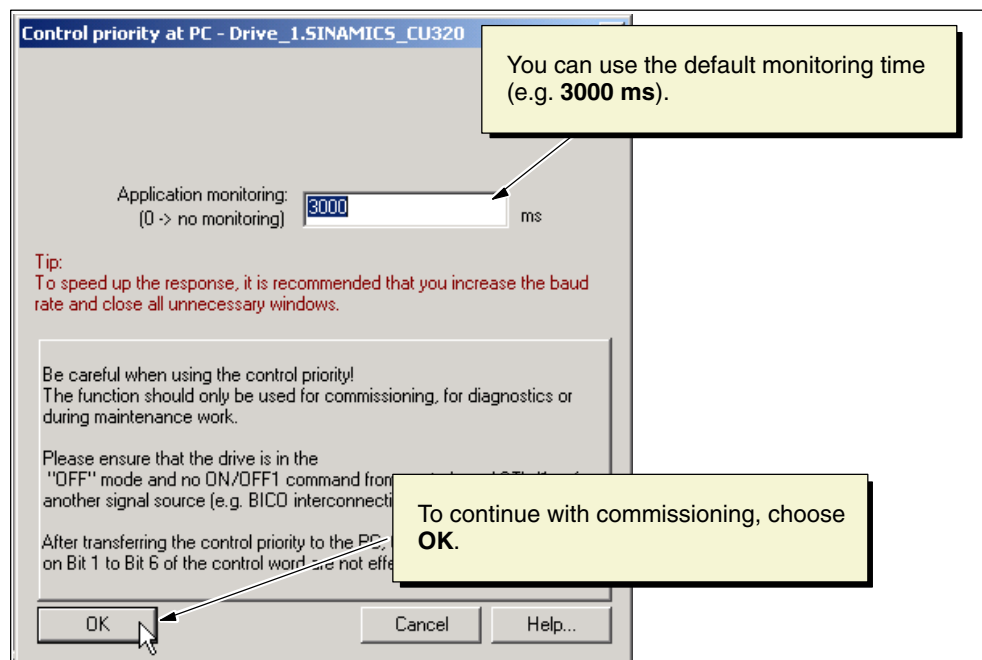 Control priority at PC - Drive_1.SINAMICS_CU320
You can use the default monitoring time
(e.g. 3000 ms).
Application monitoring:
(0 -> no monitoring)
3000
ms
Tip:
To speed up the response, it is recommended that you increase the baud
rate and close all unnecessary windows.
Be careful when using the control priority!
The function should only be used for commissioning, for diagnostics or
during maintenance work.
Please ensure that the drive is in the
"OFF" mode and no ON/OFF1 command from
another signal source (e.g. BICO
To continue with commissioning, choose
OK.
After transferring the control priority to the PC,
on Bit 1 to Bit 6 of the control word are not
OK
Cancel
Help...